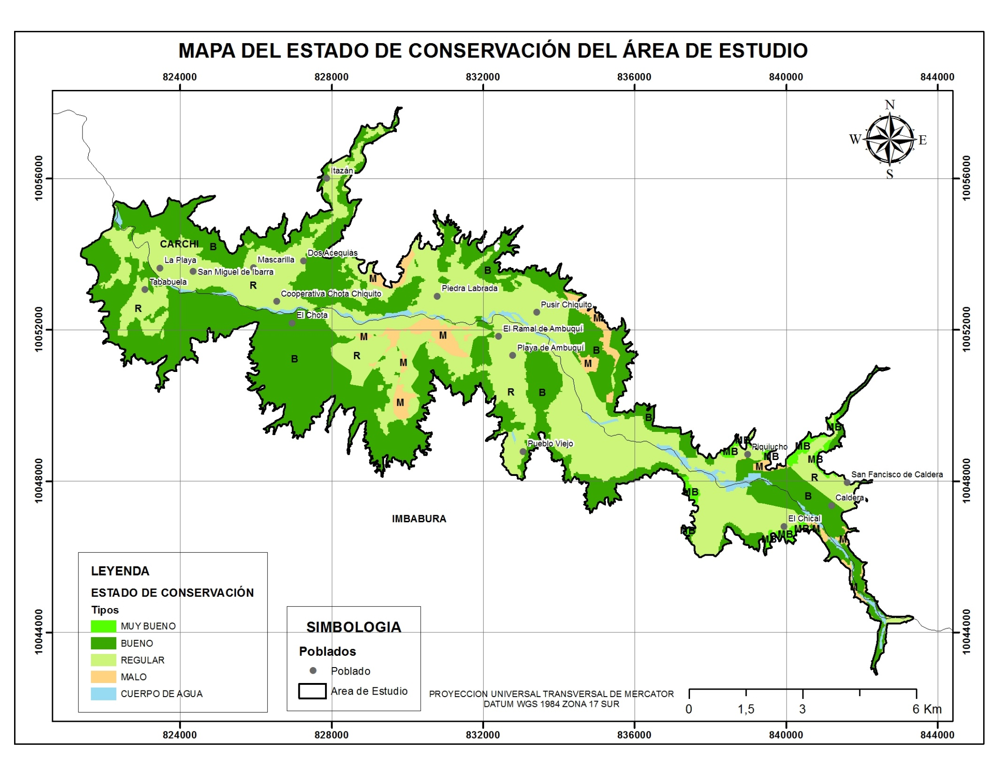 MAPA DEL ESTADO DE CONSERVACIÓN DEL ÁREA DE ESTUDIO
824000 828000 832000 836000 840000 844000
N
W E
S
10056000 10056000
Itazán
CARCHI B
La Playa Mascarilla Dos Acequiás
San Miguel de Ibarra
B
Tababuela R M
Piedra Labrada
Cooperativa Chota Chiquito
R Pusir Chiquito
El Chota M
10052000 10052000
El Ramal de Ambuquí
M M
Playa de Ambuquí B
B R M M
R B
M
B
MB
Pueblo Viejo MB Piquiucho MB
MB MB MB
M
10048000 10048000
R San Fancisco de Caldera
MB B Caldera
IMBABURA El Chical
MB MB MB MB M
M
M
LEYENDA
ESTADO DE CONSERVACIÓN
Tipos
MUY BUENO
BUENO
REGULAR
MALO
CUERPO DE AGUA
SIMBOLOGIA
Poblados
Poblado
Area de Estudio
10044000 10044000
PROYECCION UNIVERSAL TRANSVERSAL DE MERCATOR
DATUM WGS 1984 ZONA 17 SUR
0 1,5 3 6 Km
824000 828000 832000 836000 840000 844000